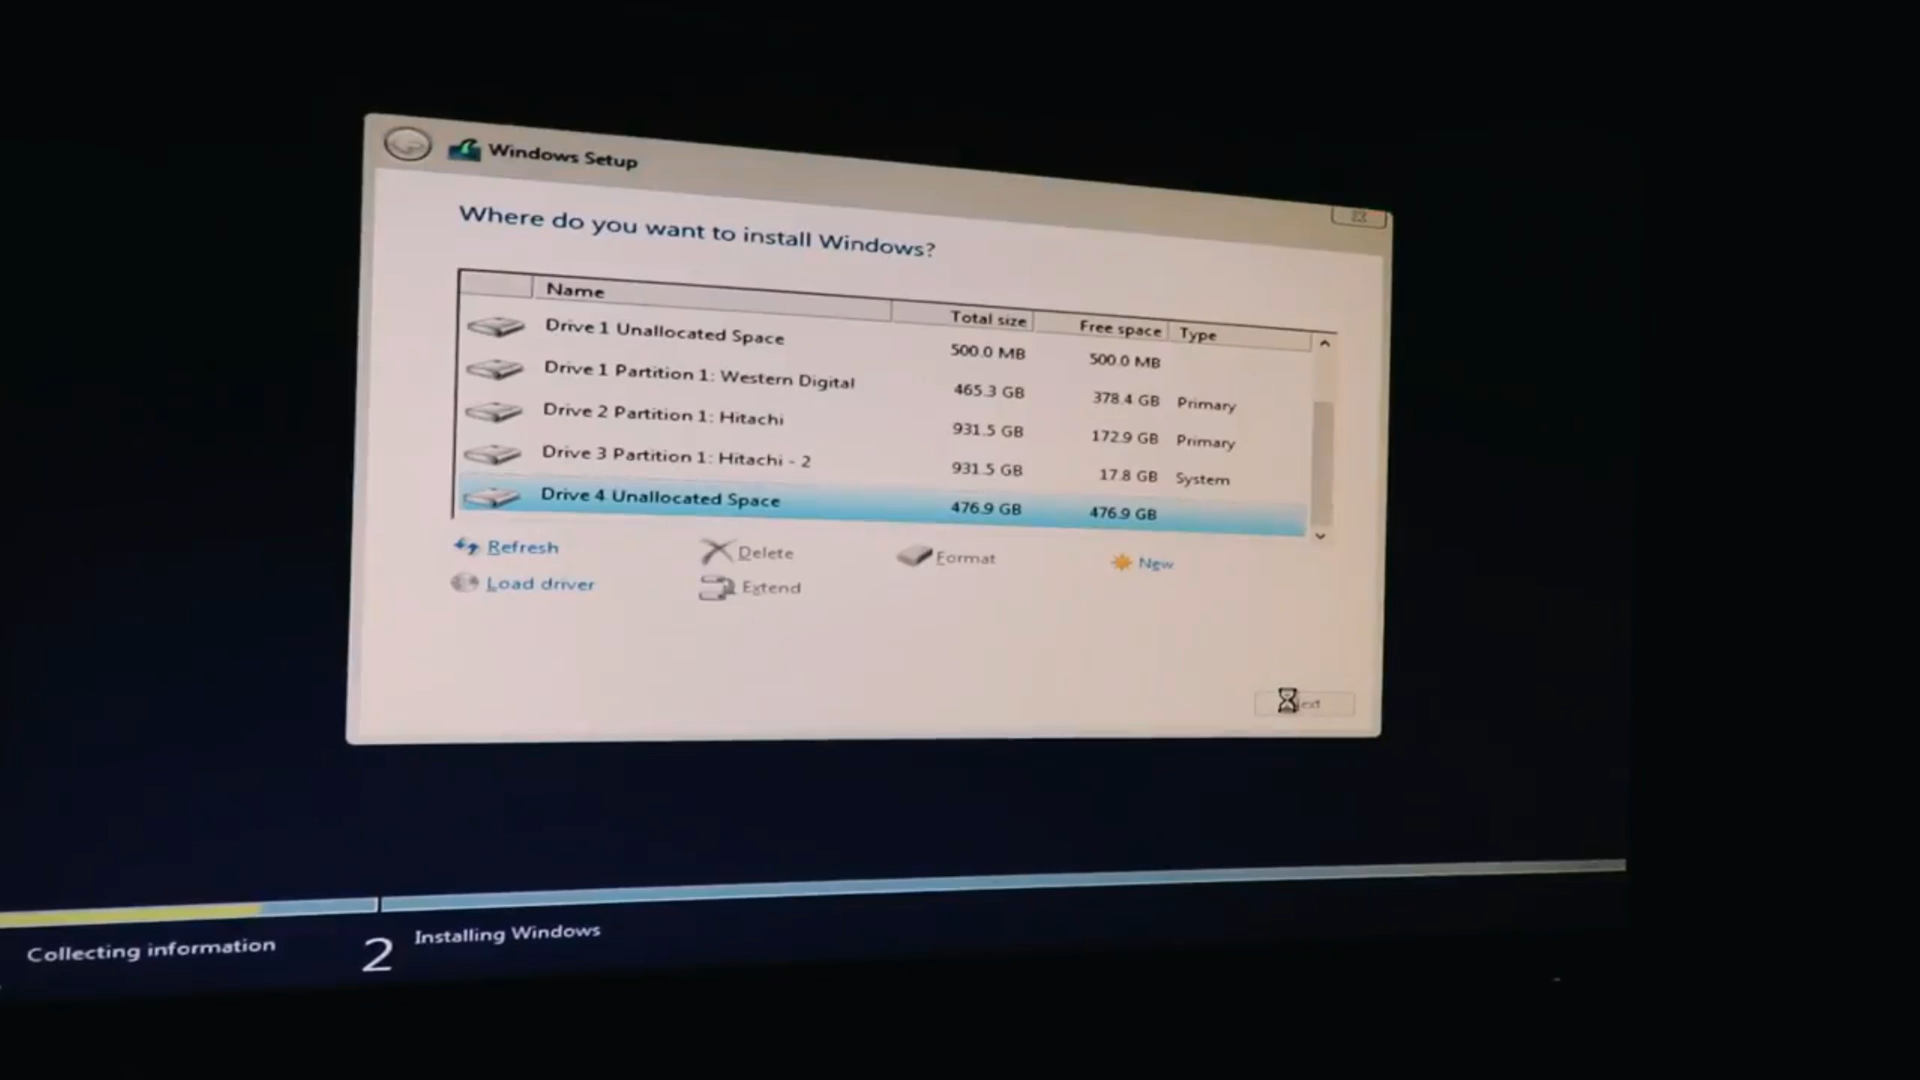 Windows Setup
Where do you want to install Windows?
Name Total size Free space Type
Drive 1 Unallocated Space 500.0 MB 500.0 MB
Drive 1 Partition 1: Western Digital 465.3 GB 378.4 GB Primary
Drive 2 Partition 1: Hitachi 931.5 GB 172.9 GB Primary
Drive 3 Partition 1: Hitachi - 2 931.5 GB 17.8 GB System
Drive 4 Unallocated Space 476.9 GB 476.9 GB
Refresh Delete Format New
Load driver Extend
Collecting information 2 Installing Windows